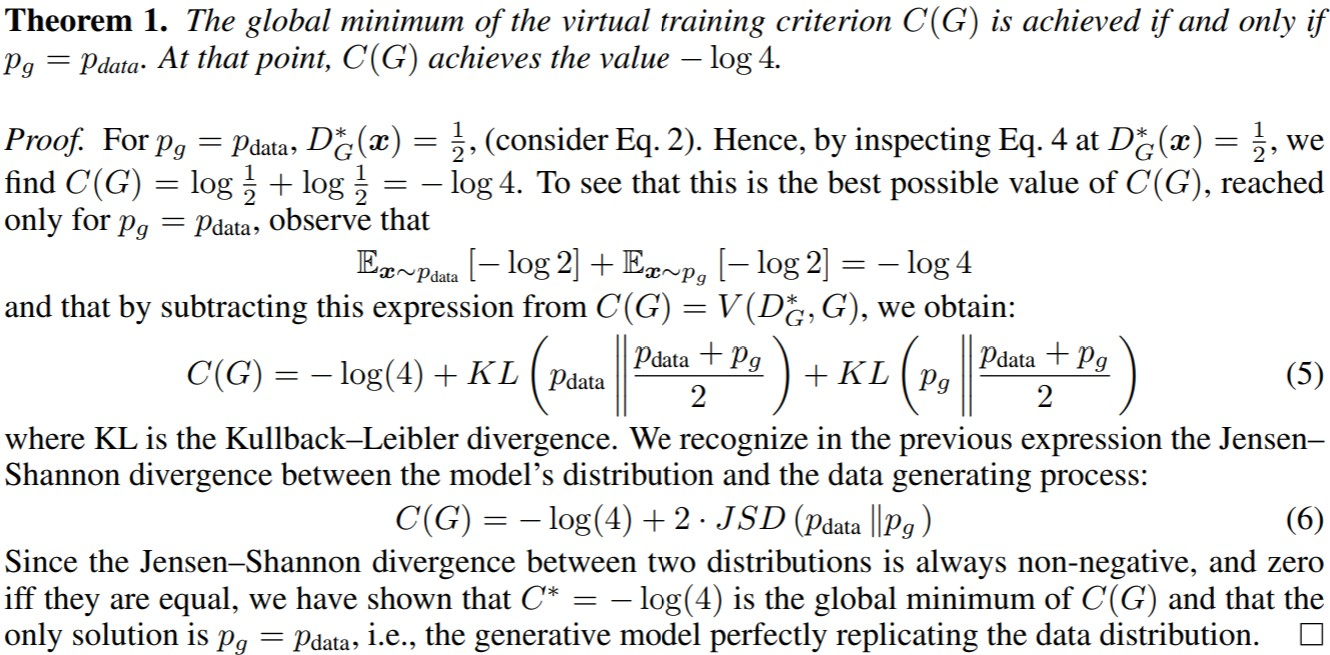 Theorem 1. The global minimum of the virtual training criterion C(G) is achieved if and only if
p_g = p_data. At that point, C(G) achieves the value − log 4.
Proof. For p_g = p_data, D*_G(x) = 1/2, (consider Eq. 2). Hence, by inspecting Eq. 4 at D*_G(x) = 1/2, we
find C(G) = log 1/2 + log 1/2 = − log 4. To see that this is the best possible value of C(G), reached
only for p_g = p_data, observe that
𝔼_{x∼p_data} [− log 2] + 𝔼_{x∼p_g} [− log 2] = − log 4
and that by subtracting this expression from C(G) = V(D*_G, G), we obtain:
C(G) = − log(4) + KL ( p_data ‖ (p_data + p_g)/2 ) + KL ( p_g ‖ (p_data + p_g)/2 ) (5)
where KL is the Kullback–Leibler divergence. We recognize in the previous expression the Jensen–
Shannon divergence between the model's distribution and the data generating process:
C(G) = − log(4) + 2 · JSD (p_data ‖p_g ) (6)
Since the Jensen–Shannon divergence between two distributions is always non-negative, and zero
iff they are equal, we have shown that C* = − log(4) is the global minimum of C(G) and that the
only solution is p_g = p_data, i.e., the generative model perfectly replicating the data distribution. □